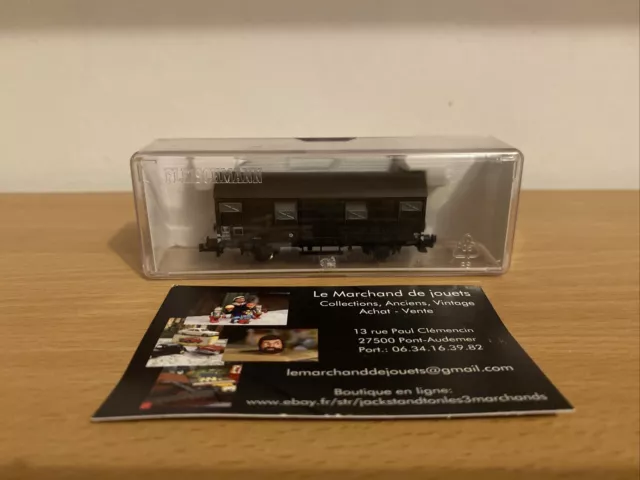 FLEISCHMANN
Le Marchand de jouets
Collections, Anciens, Vintage
Achat - Vente
13 rue Paul Clémencin
27500 Pont-Audemer
Port.: 06.34.16.39.82
lemarchanddejouets@gmail.com
Boutique en ligne:
www.ebay.fr/str/jackstandtonles3marchands